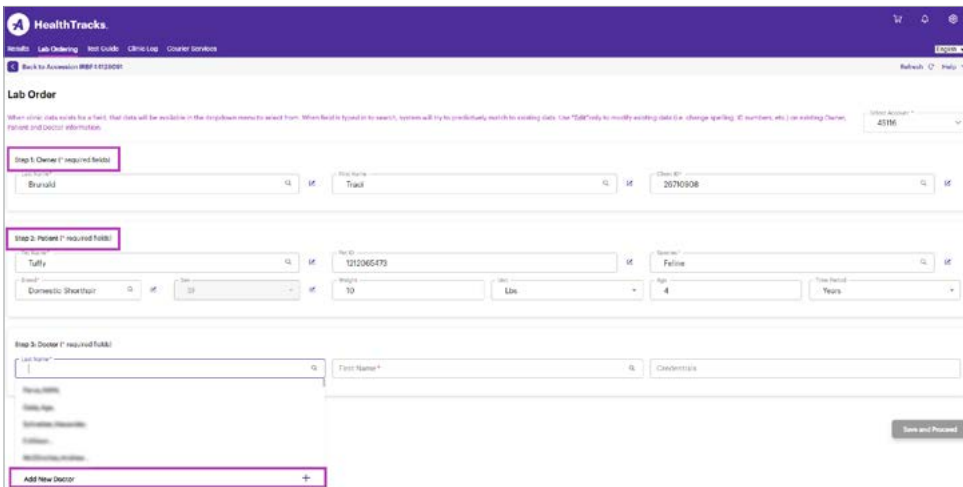 HealthTracks.
Results Lab Ordering Test Guide Clinic Log Courier Services
English
Back to Accession
Refresh Help
Lab Order
When clinic data exists for a field, that data will be available in the dropdown menu to select from. When field is typed in to search, system will try to predictively match to existing data. Use "Edit" only to modify existing data (i.e. change spelling, ID numbers, etc.) on existing Owner, Patient and Doctor information.
Select Account *
45116
Step 1: Owner (* required fields)
Last Name* First Name Client ID*
Brunald Traci 26710908
Step 2: Patient (* required fields)
Pet Name* Pet ID Species*
Tuffy 1212065473 Feline
Breed* Sex Weight Unit Age Time Period
Domestic Shorthair 10 Lbs 4 Years
Step 3: Doctor (* required fields)
Last Name*
First Name* Credentials
Save and Proceed
Add New Doctor +